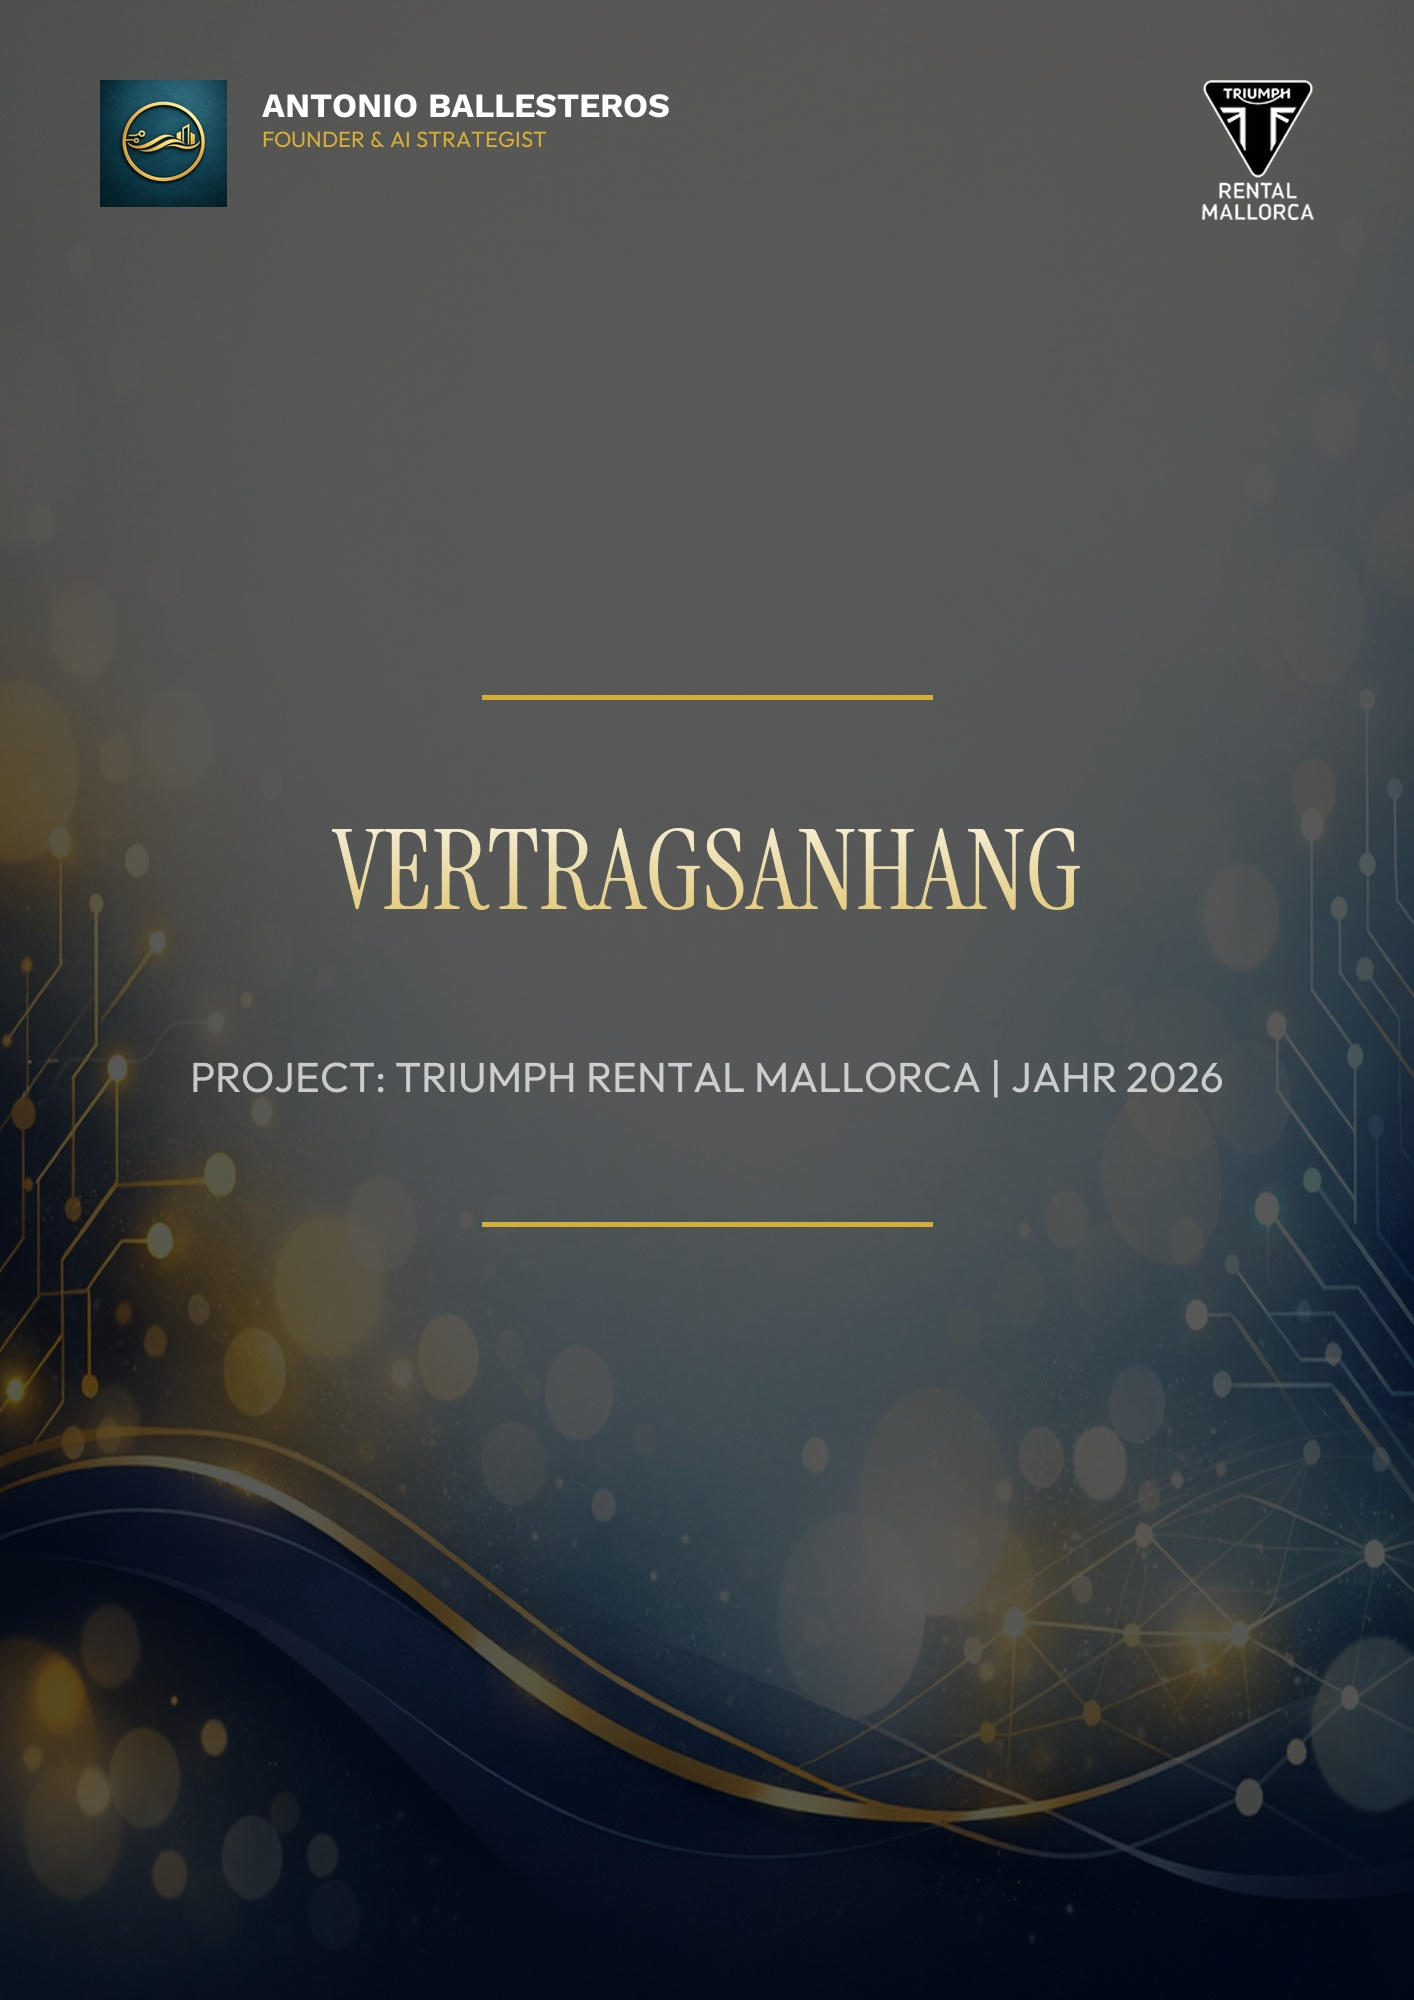 ANTONIO BALLESTEROS
FOUNDER & AI STRATEGIST
TRIUMPH
RENTAL
MALLORCA
VERTRAGSANHANG
PROJECT: TRIUMPH RENTAL MALLORCA | JAHR 2026